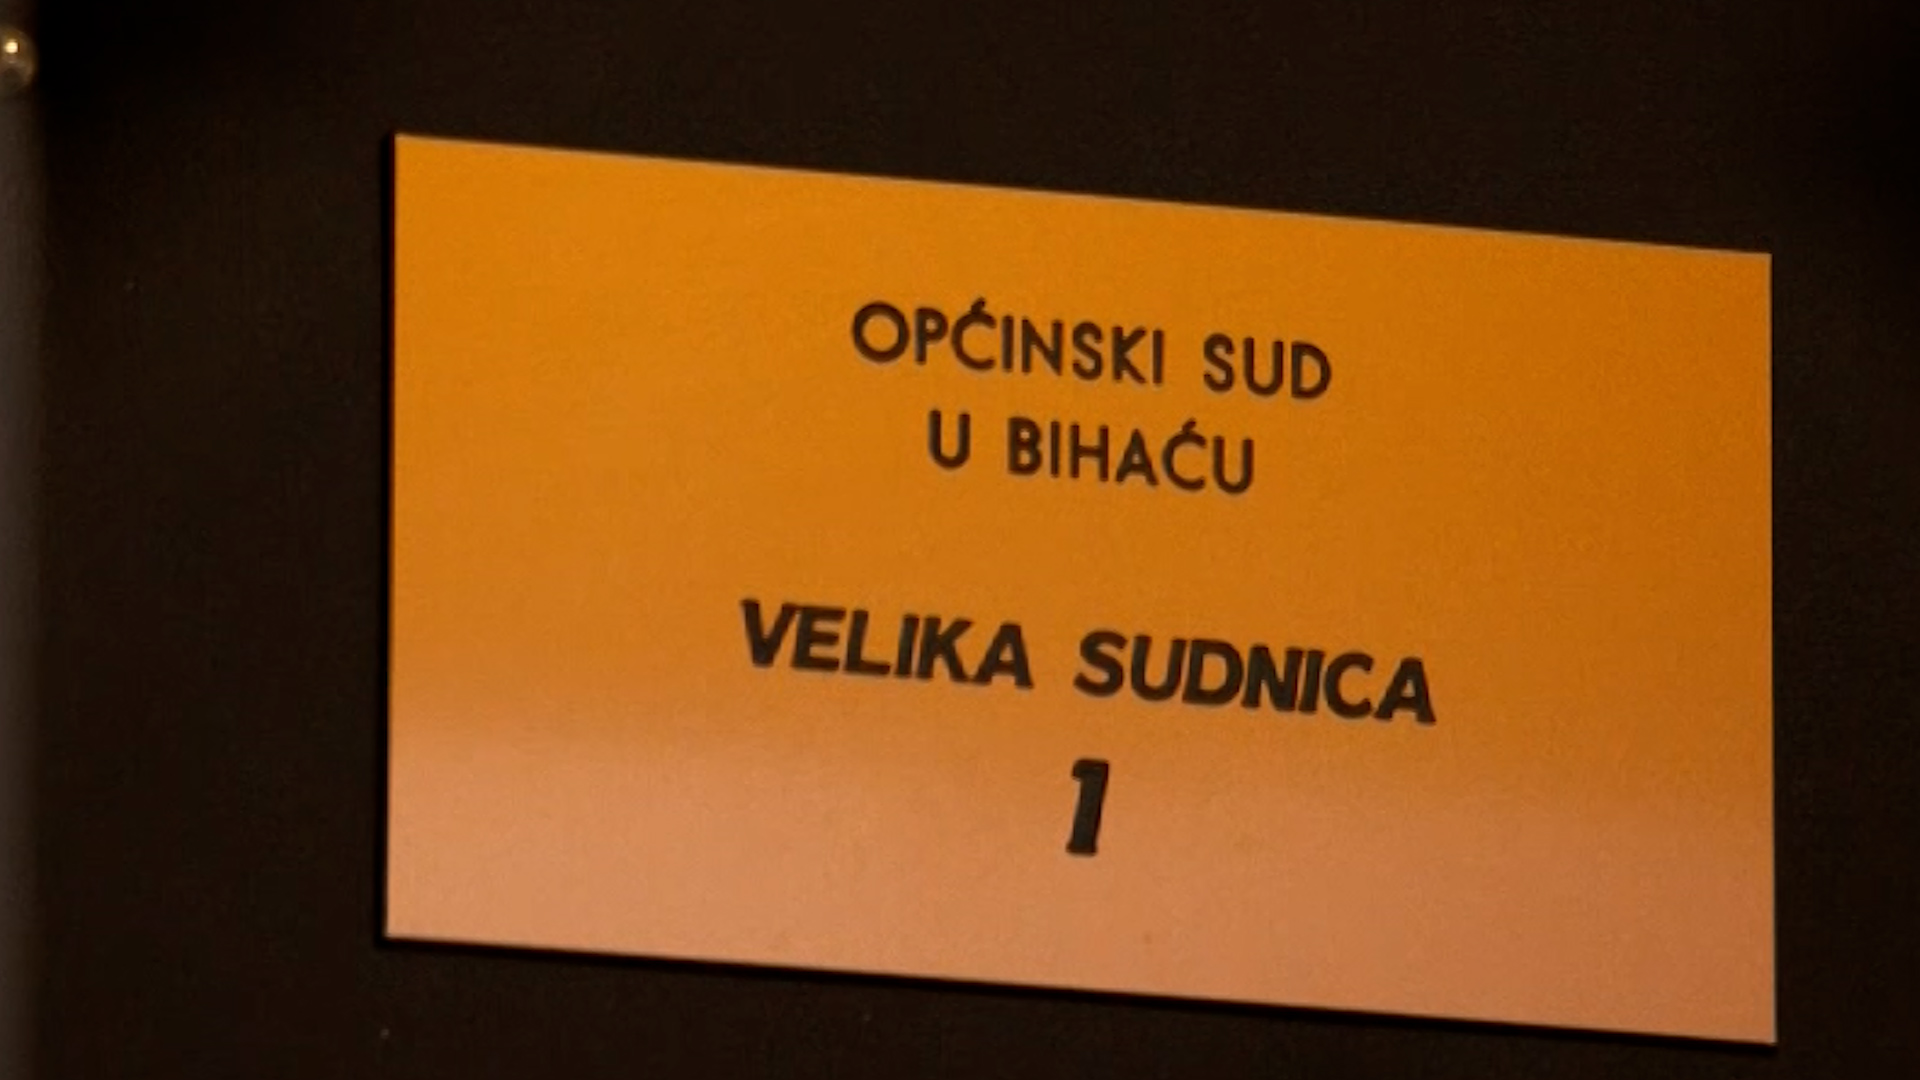 OPĆINSKI SUD
U BIHAĆU
VELIKA SUDNICA
1